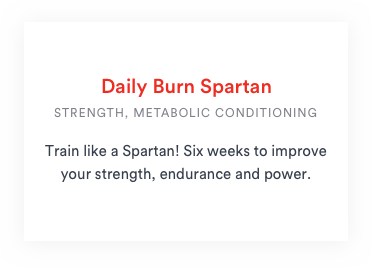 Daily Burn Spartan
STRENGTH, METABOLIC CONDITIONING
Train like a Spartan! Six weeks to improve
your strength, endurance and power.